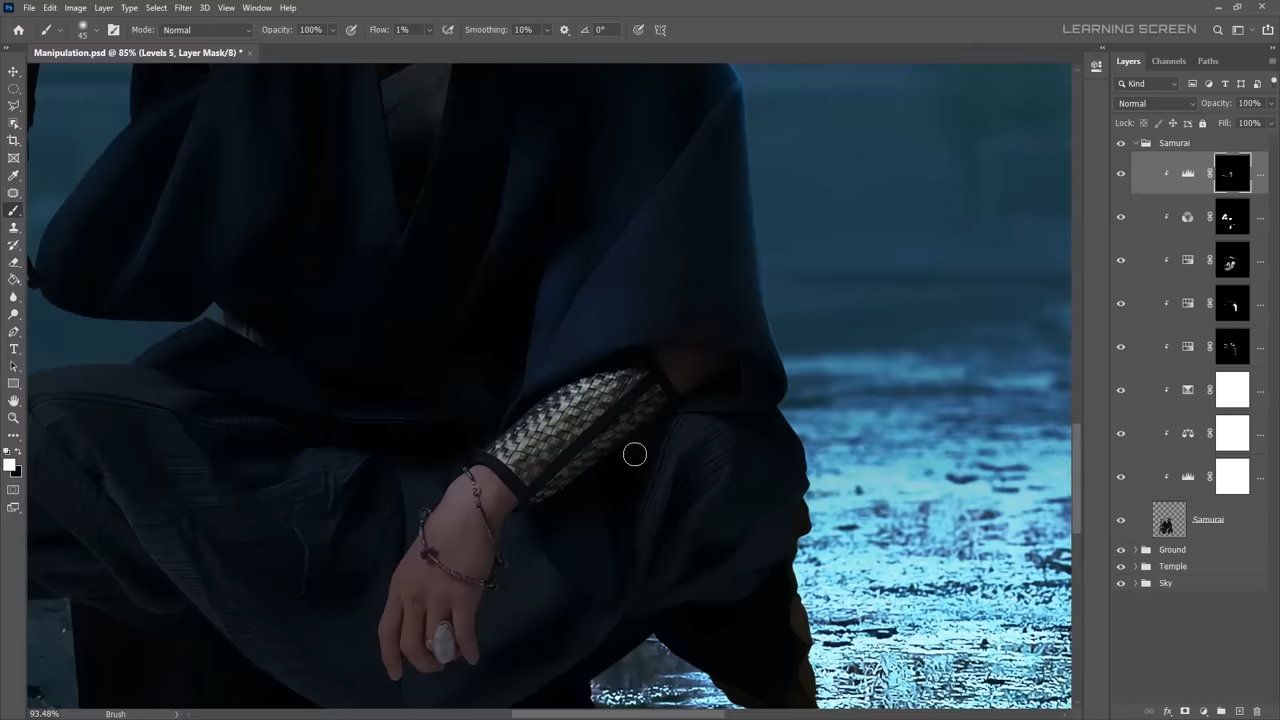 Ps File Edit Image Layer Type Select Filter 3D View Window Help
45 Mode: Normal Opacity: 100% Flow: 1% Smoothing: 10% 0° LEARNING SCREEN
Manipulation.psd @ 85% (Levels 5, Layer Mask/8) * ×
Layers Channels Paths
Kind
Normal Opacity: 100%
Lock: Fill: 100%
Samurai
Samurai
Ground
Temple
Sky
93.48% Brush